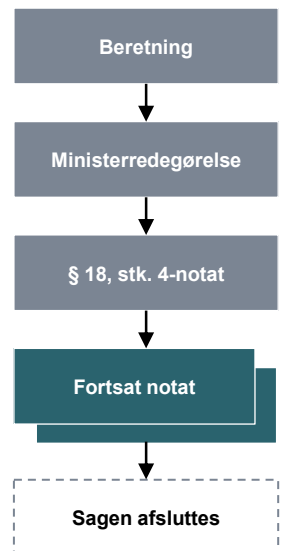 Beretning
Ministerredegørelse
§ 18, stk. 4-notat
Fortsat notat
Sagen afsluttes